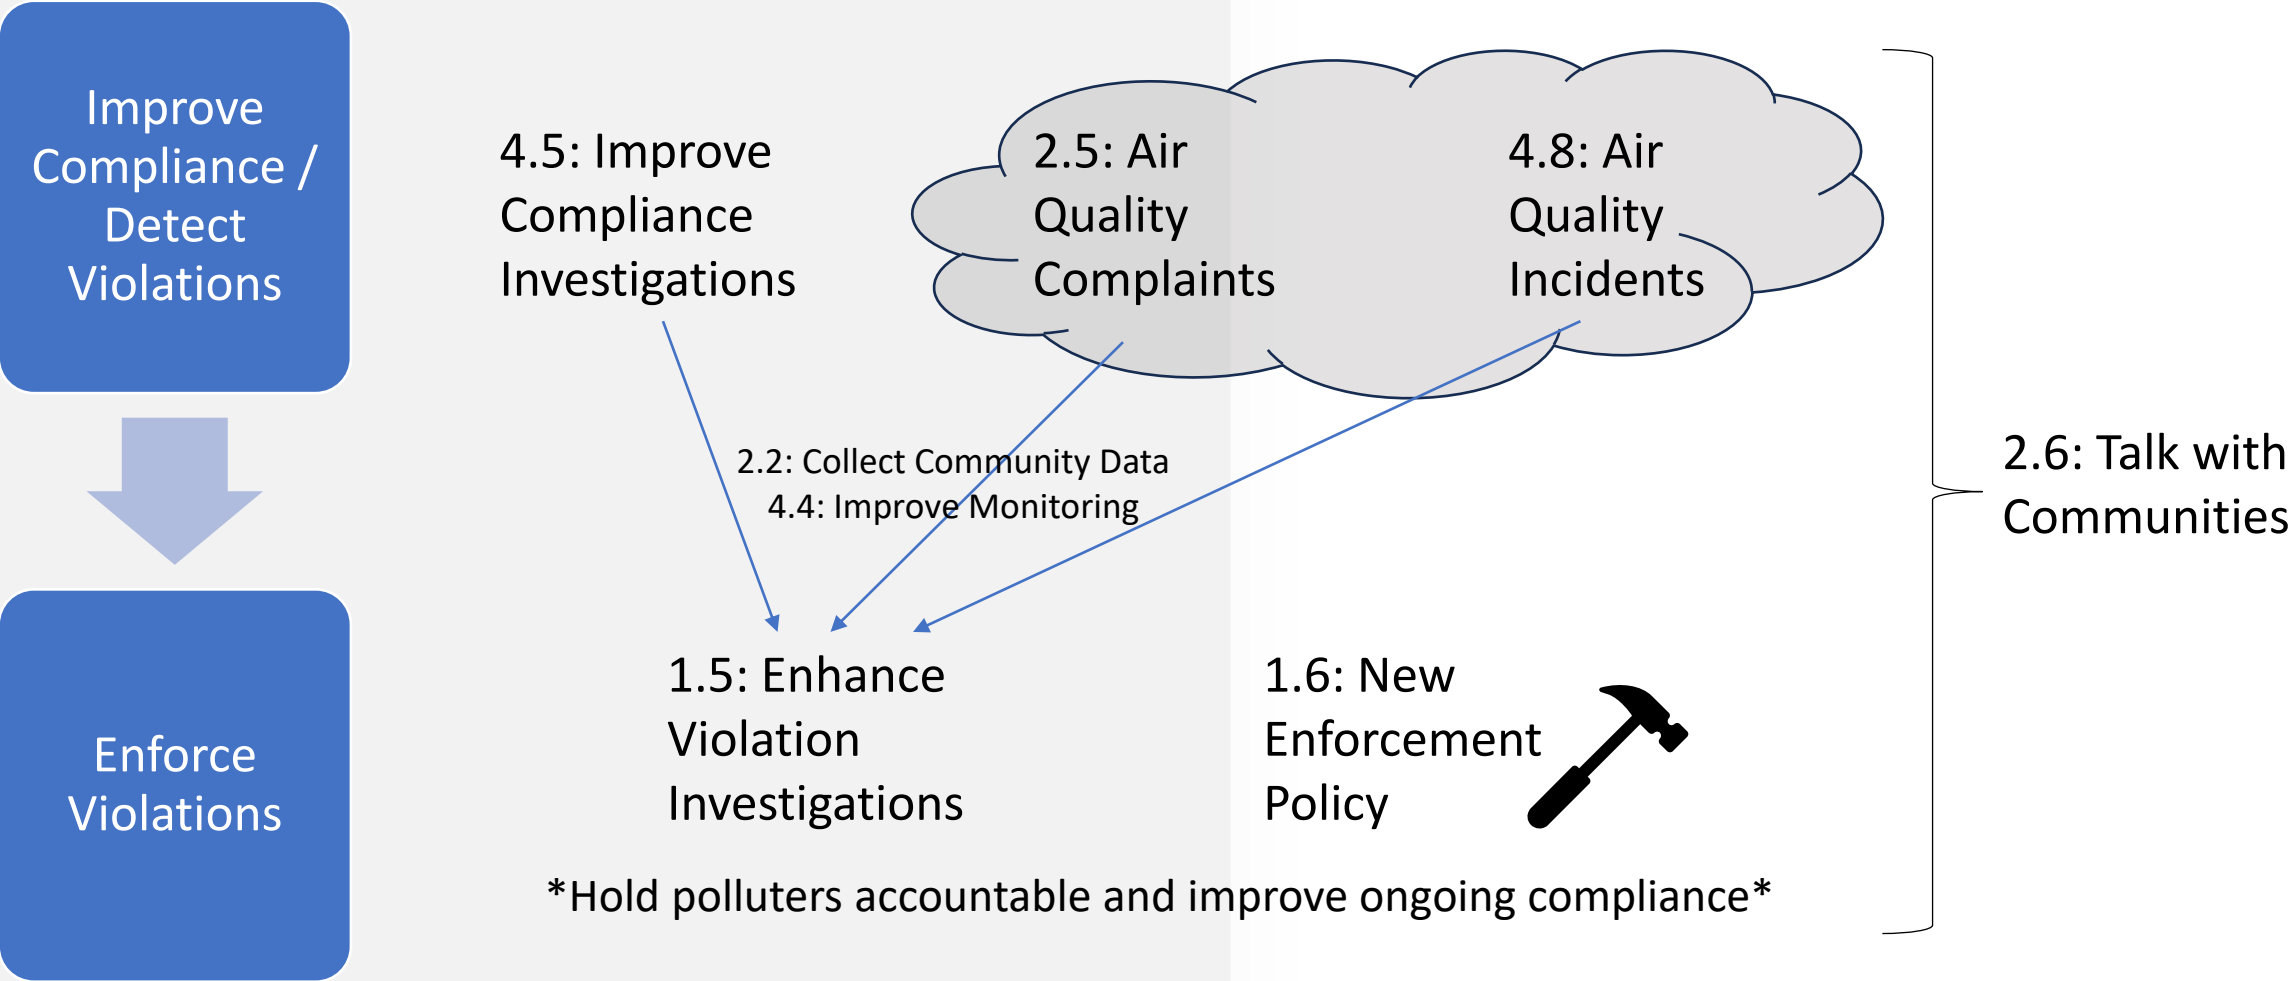 Improve
Compliance /
Detect
Violations
4.5: Improve
Compliance
Investigations
2.5: Air
Quality
Complaints
4.8: Air
Quality
Incidents
2.2: Collect Community Data
4.4: Improve Monitoring
2.6: Talk with
Communities
Enforce
Violations
1.5: Enhance
Violation
Investigations
1.6: New
Enforcement
Policy
*Hold polluters accountable and improve ongoing compliance*